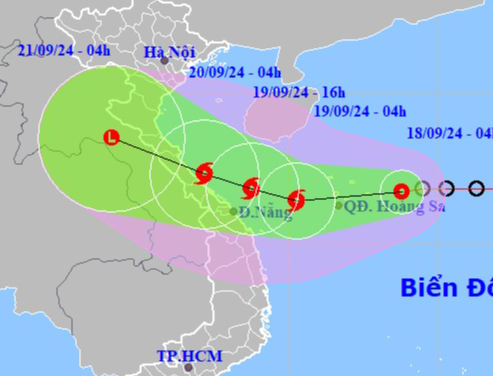 21/09/24 - 04h
Hà Nội
20/09/24 - 04h
19/09/24 - 16h
19/09/24 - 04h
18/09/24 - 04h
L
Đ.Nẵng
QĐ. Hoàng Sa
Biển Đô
TP.HCM